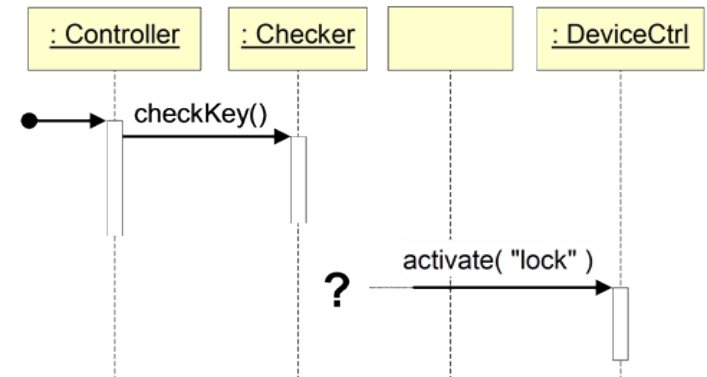 : Controller
: Checker
: DeviceCtrl
checkKey()
activate( "lock" )
?